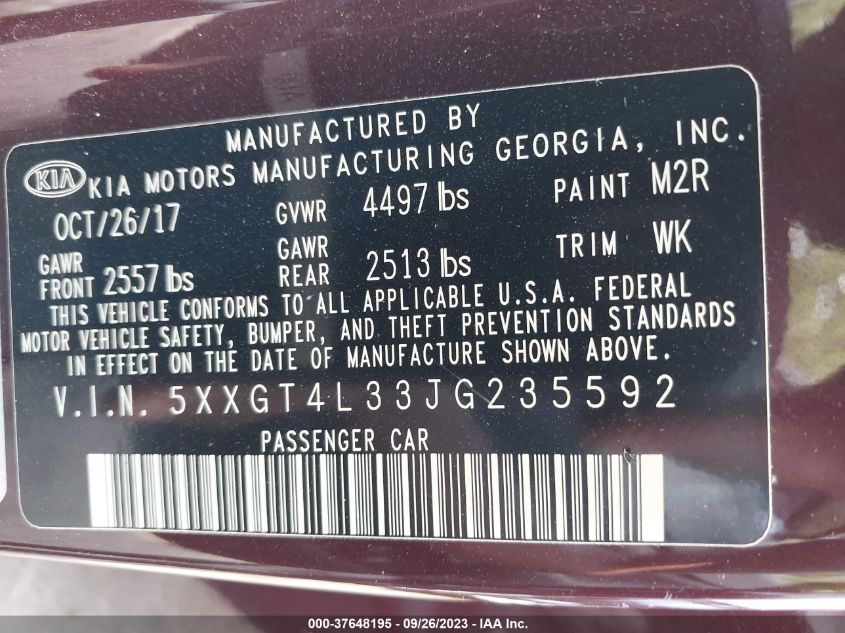 MANUFACTURED BY
KIA KIA MOTORS MANUFACTURING GEORGIA, INC.
OCT/26/17 GVWR 4497 lbs PAINT M2R
GAWR FRONT 2557 lbs GAWR REAR 2513 lbs TRIM WK
THIS VEHICLE CONFORMS TO ALL APPLICABLE U.S.A. FEDERAL
MOTOR VEHICLE SAFETY, BUMPER, AND THEFT PREVENTION STANDARDS
IN EFFECT ON THE DATE OF MANUFACTURE SHOWN ABOVE.
V.I.N. 5XXGT4L33JG235592
PASSENGER CAR
000-37648195 - 09/26/2023 - IAA Inc.